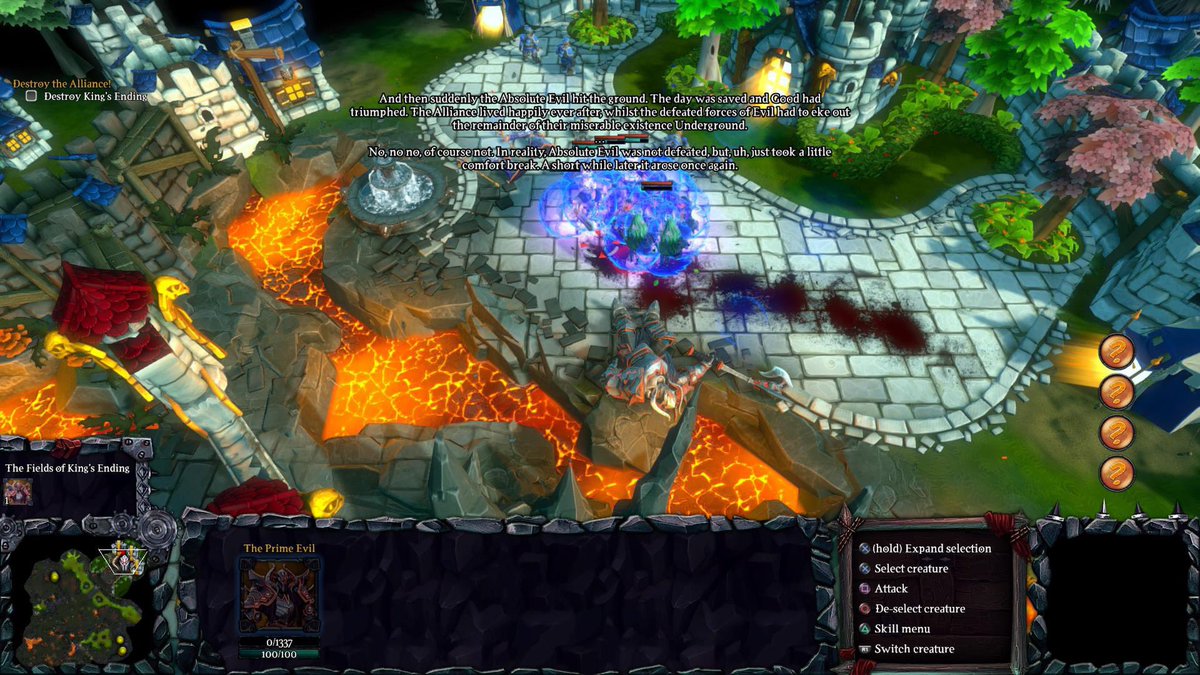 Destroy the Alliance!
Destroy King's Ending
And then suddenly the Absolute Evil hit the ground. The day was saved and Good had
triumphed. The Alliance lived happily ever after, whilst the defeated forces of Evil had to eke out
the remainder of their miserable existence Underground.
No, no no, of course not. In reality, Absolute Evil was not defeated, but, uh, just took a little
comfort break. A short while later it arose once again.
The Fields of King's Ending
The Prime Evil
0/1337
100/100
(hold) Expand selection
Select creature
Attack
De-select creature
Skill menu
R1 Switch creature